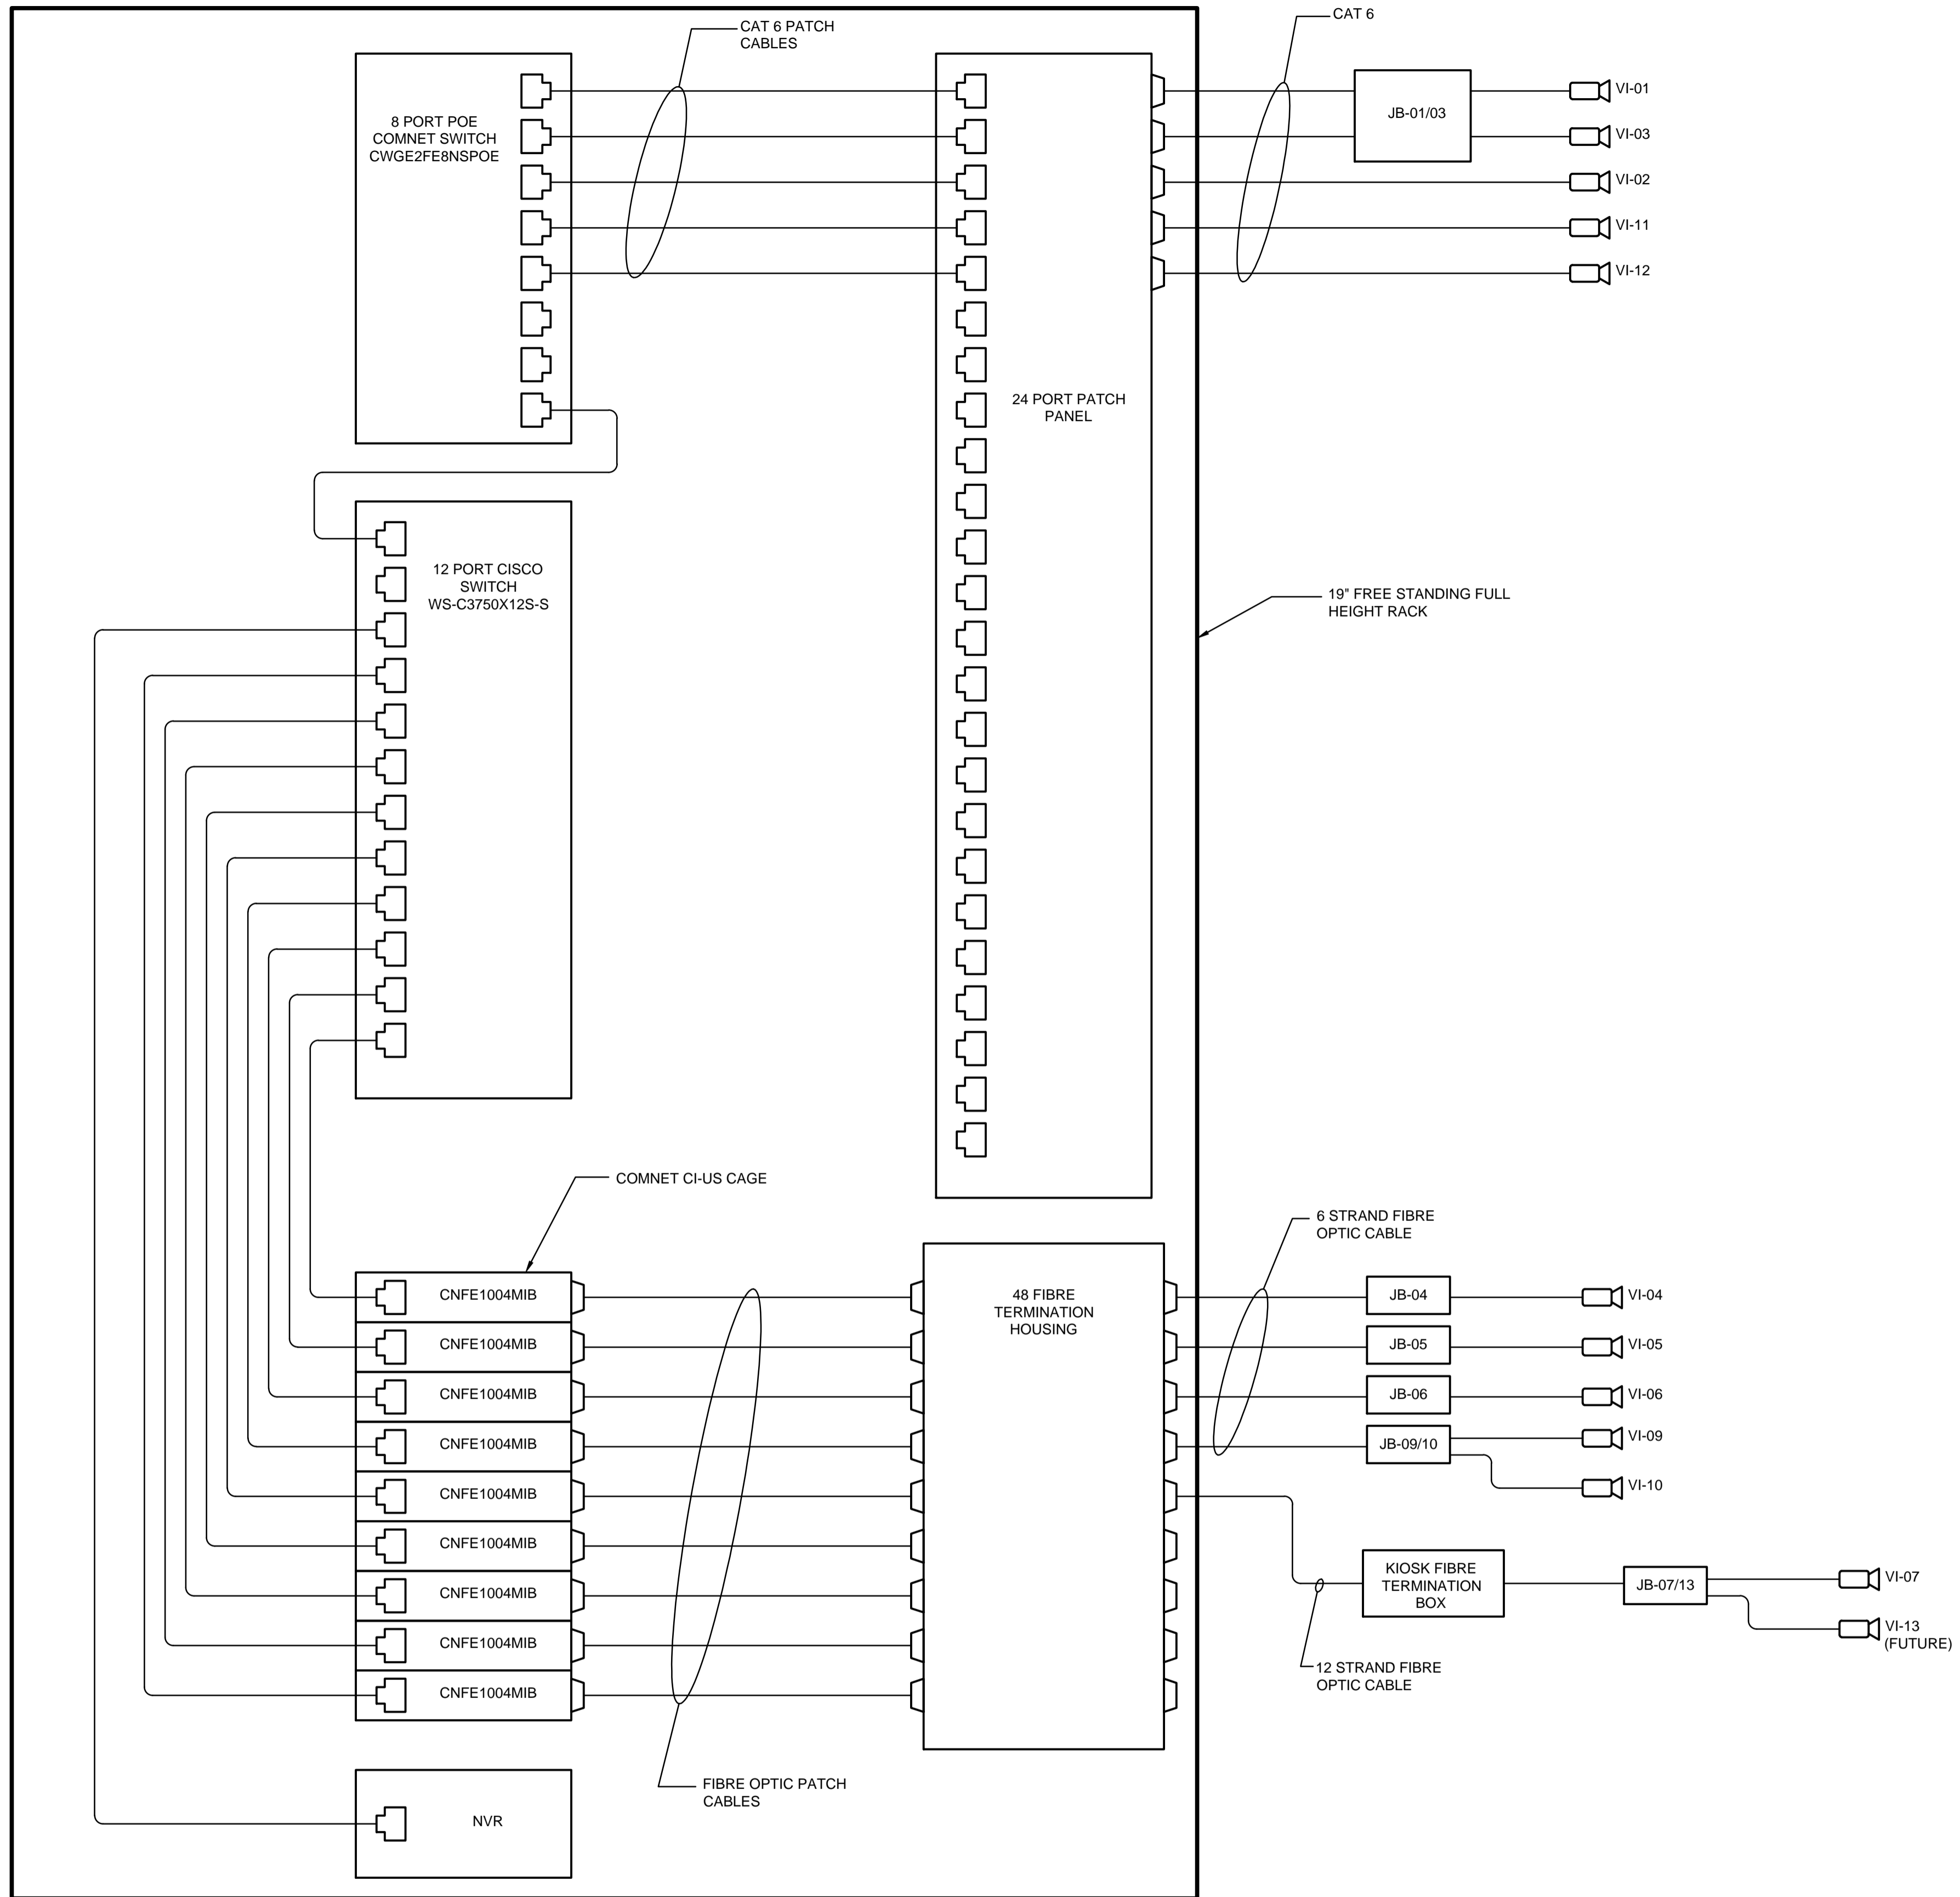 CAT 6 PATCH
CABLES
CAT 6
8 PORT POE
COMNET SWITCH
CWGE2FE8NSPOE
JB-01/03
VI-01
VI-03
VI-02
VI-11
VI-12
24 PORT PATCH
PANEL
12 PORT CISCO
SWITCH
WS-C3750X12S-S
19" FREE STANDING FULL
HEIGHT RACK
COMNET CI-US CAGE
6 STRAND FIBRE
OPTIC CABLE
CNFE1004MIB
CNFE1004MIB
CNFE1004MIB
CNFE1004MIB
CNFE1004MIB
CNFE1004MIB
CNFE1004MIB
CNFE1004MIB
CNFE1004MIB
48 FIBRE
TERMINATION
HOUSING
JB-04
VI-04
JB-05
VI-05
JB-06
VI-06
JB-09/10
VI-09
VI-10
KIOSK FIBRE
TERMINATION
BOX
JB-07/13
VI-07
VI-13
(FUTURE)
12 STRAND FIBRE
OPTIC CABLE
FIBRE OPTIC PATCH
CABLES
NVR